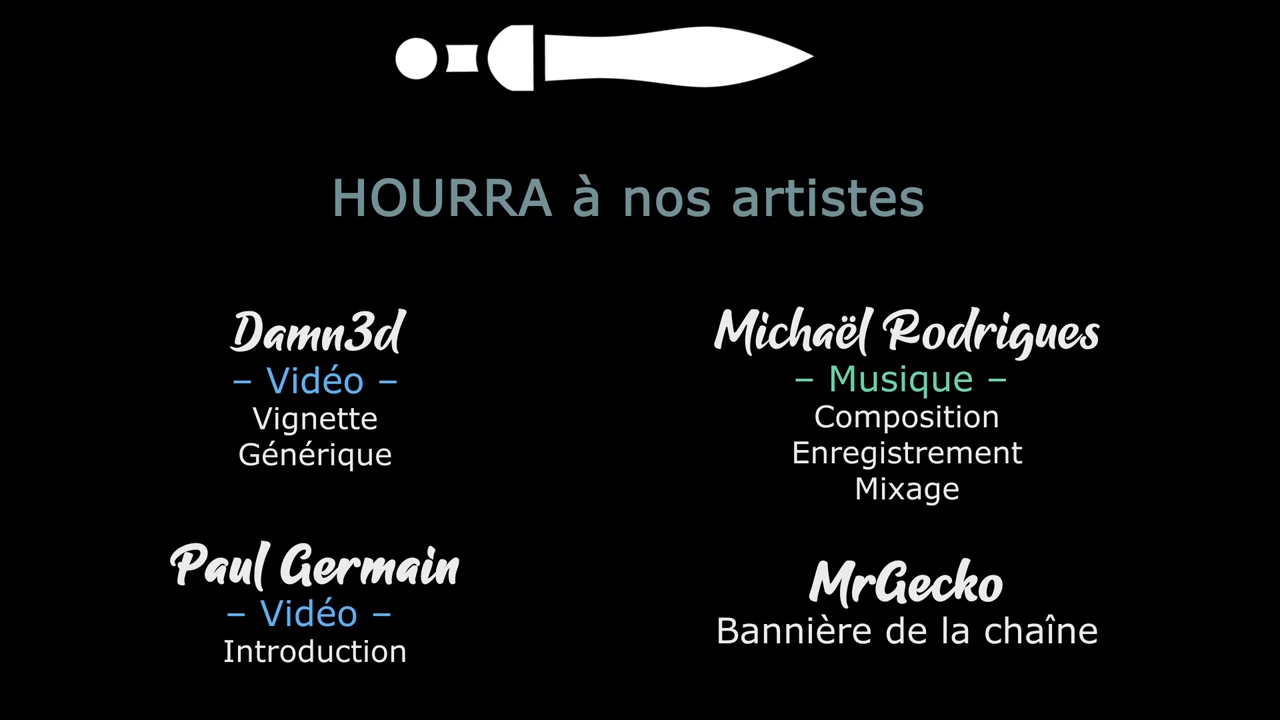 HOURRA à nos artistes
Damn3d
– Vidéo –
Vignette
Générique
Michaël Rodrigues
– Musique –
Composition
Enregistrement
Mixage
Paul Germain
– Vidéo –
Introduction
MrGecko
Bannière de la chaîne